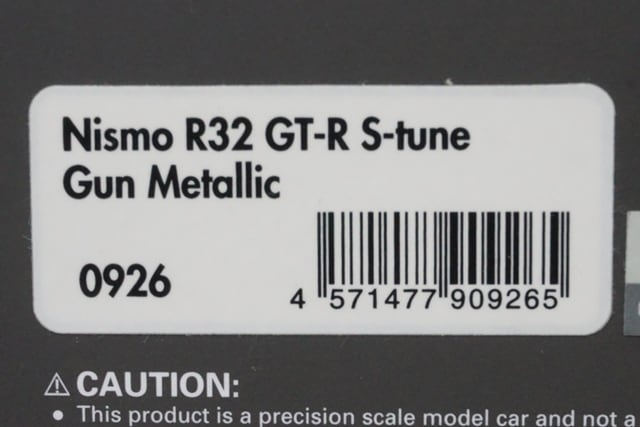 Nismo R32 GT-R S-tune
Gun Metallic
0926
4 571477 909265
⚠ CAUTION:
• This product is a precision scale model car and not a